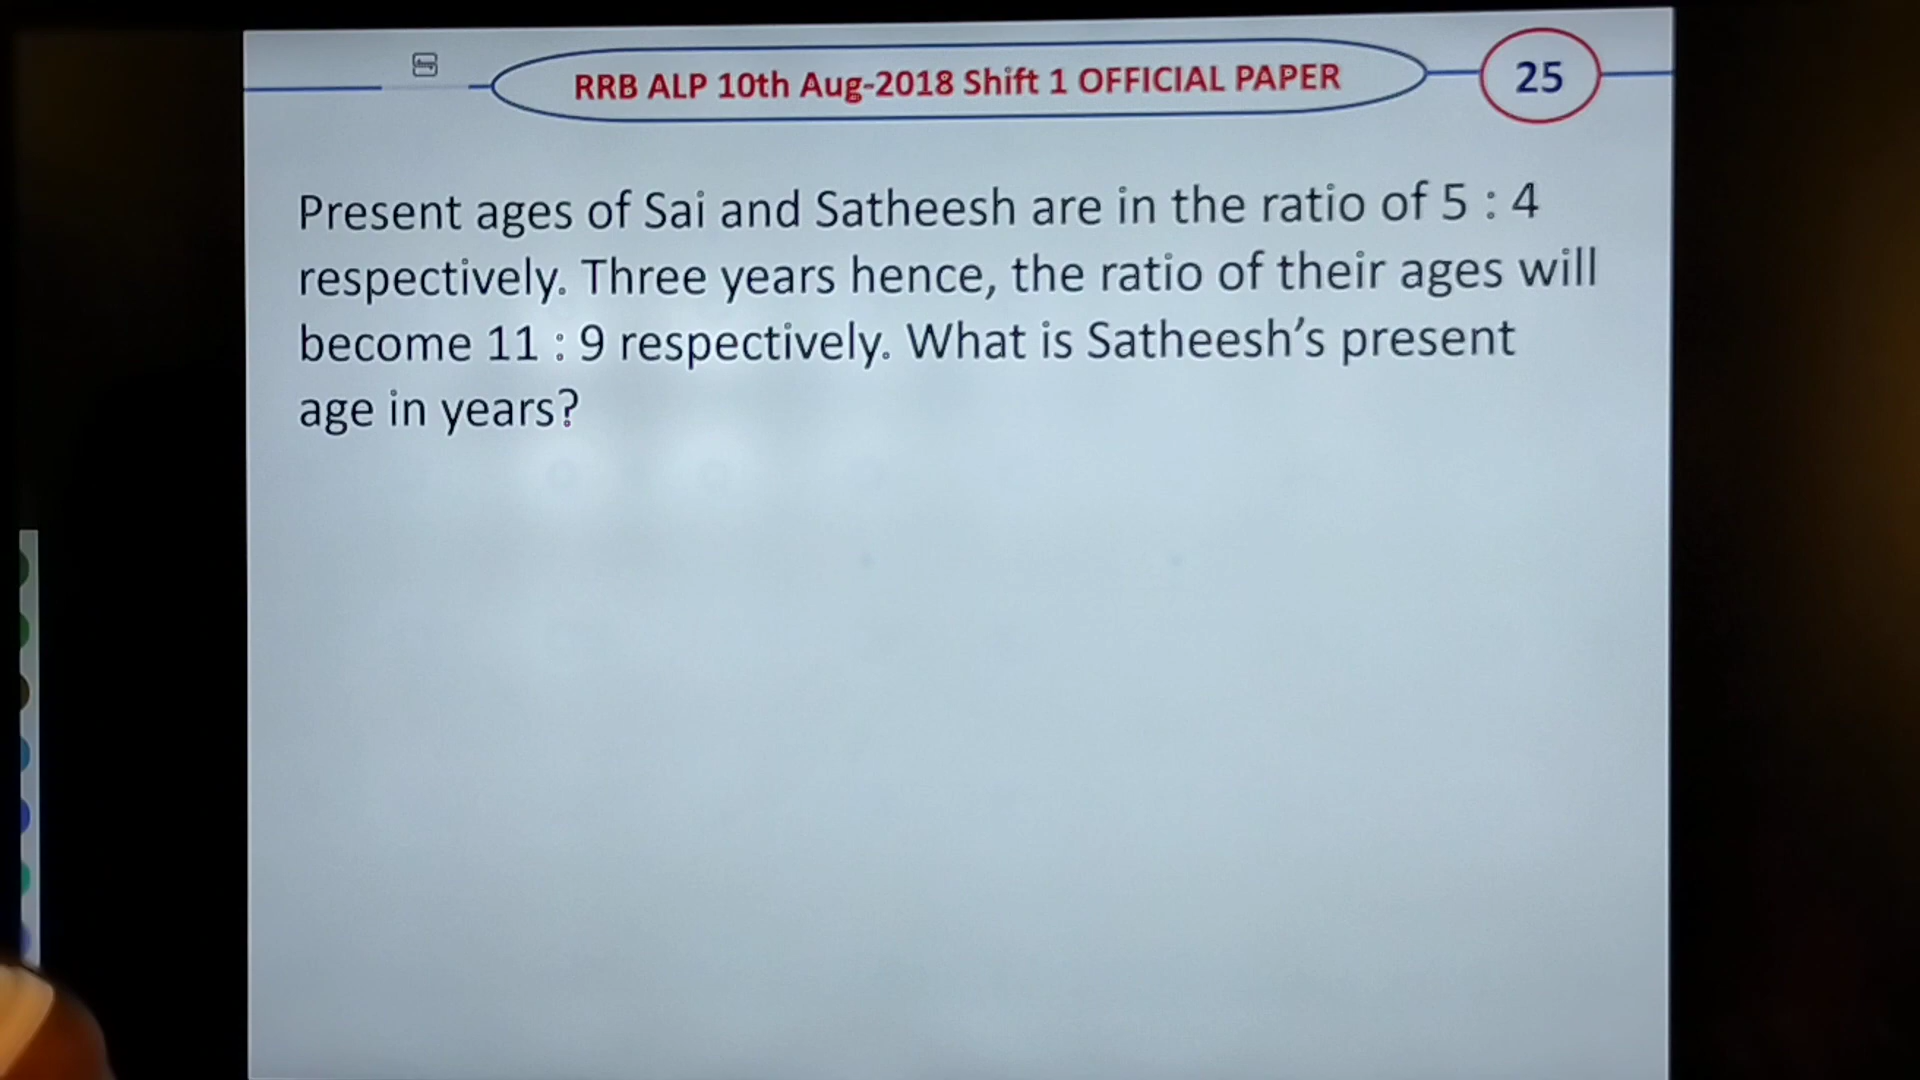 RRB ALP 10th Aug-2018 Shift 1 OFFICIAL PAPER
25
Present ages of Sai and Satheesh are in the ratio of 5 : 4
respectively. Three years hence, the ratio of their ages will
become 11 : 9 respectively. What is Satheesh’s present
age in years?